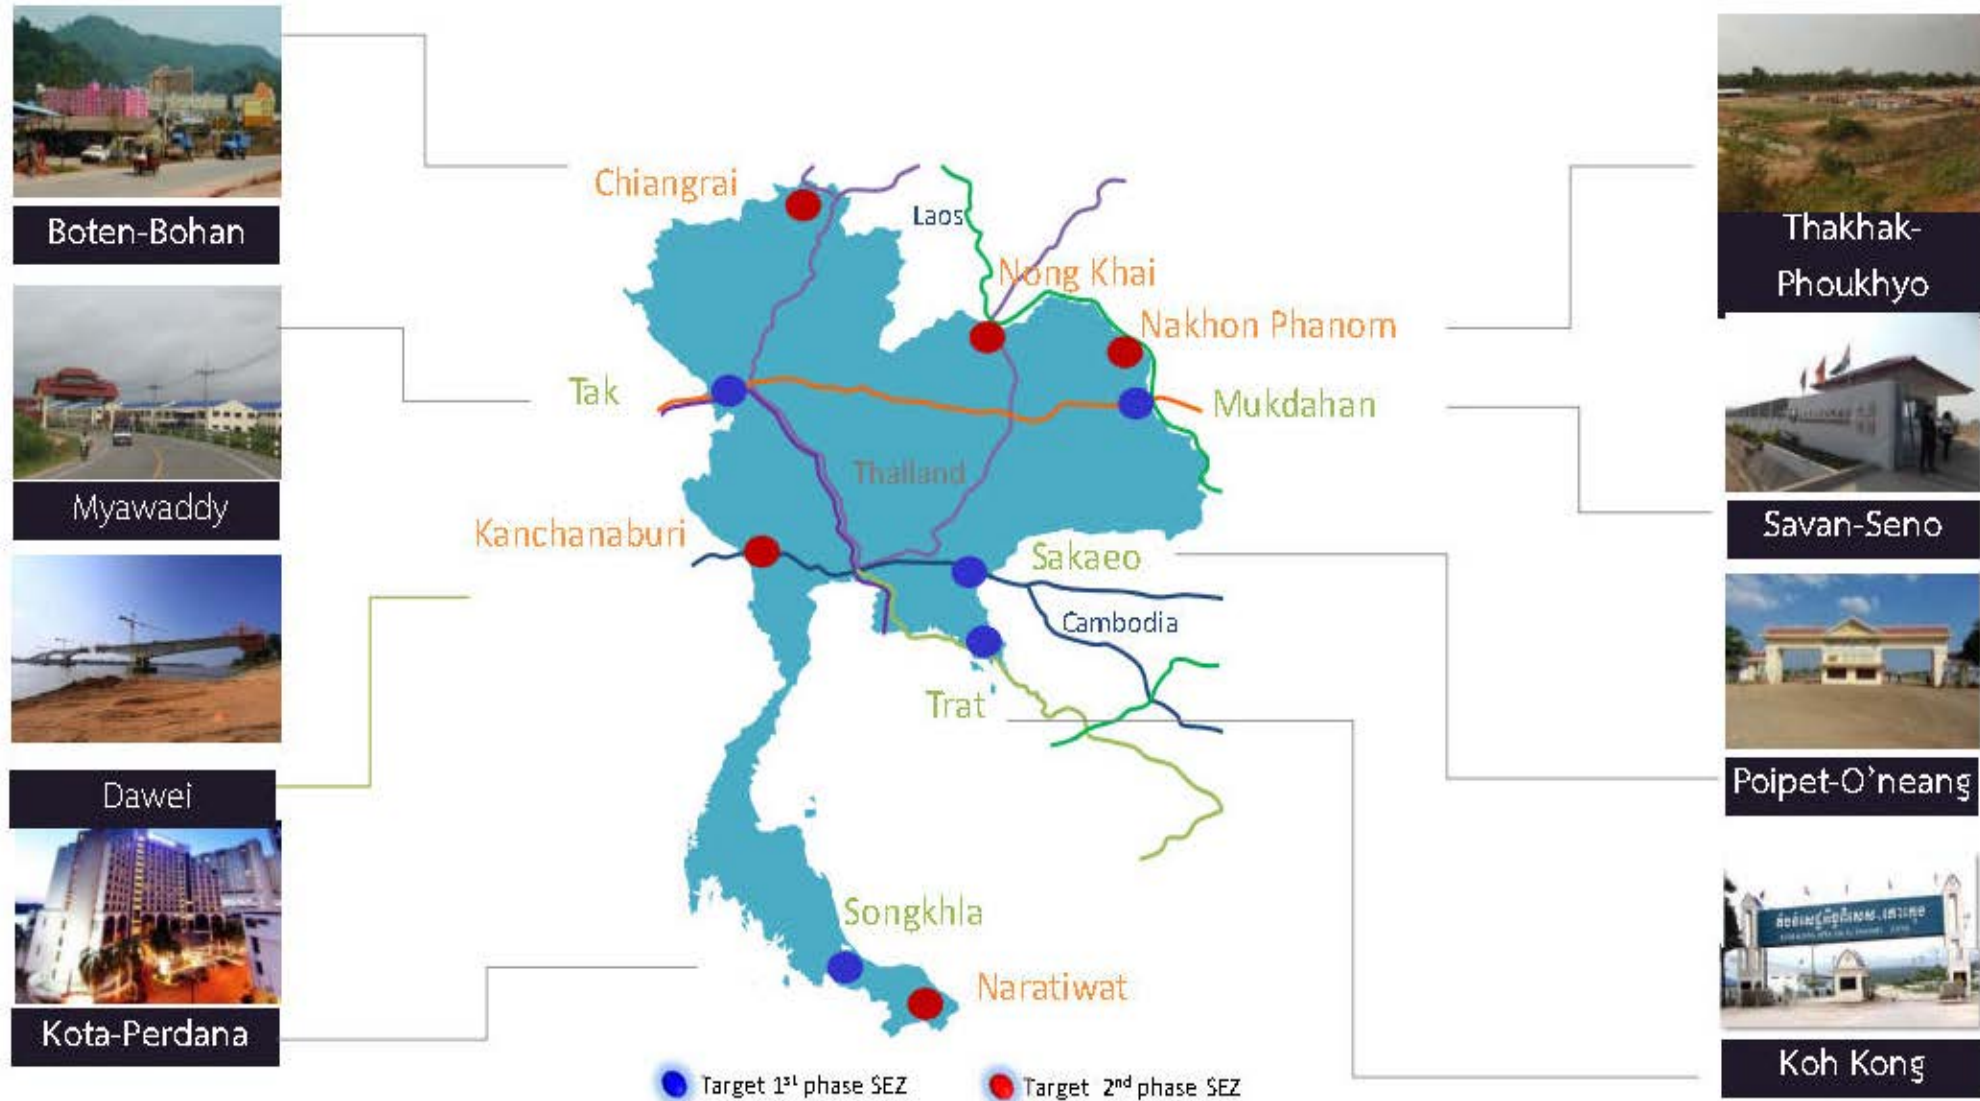 Boten-Bohan
Myawaddy
Dawei
Kota-Perdana
Chiangrai
Laos
Nong Khai
Nakhon Phanom
Tak
Mukdahan
Thailand
Kanchanaburi
Sakaeo
Cambodia
Trat
Songkhla
Naratiwat
Target 1st phase SEZ
Target 2nd phase SEZ
Thakhak-
Phoukhyo
Savan-Seno
Poipet-O'neang
Koh Kong